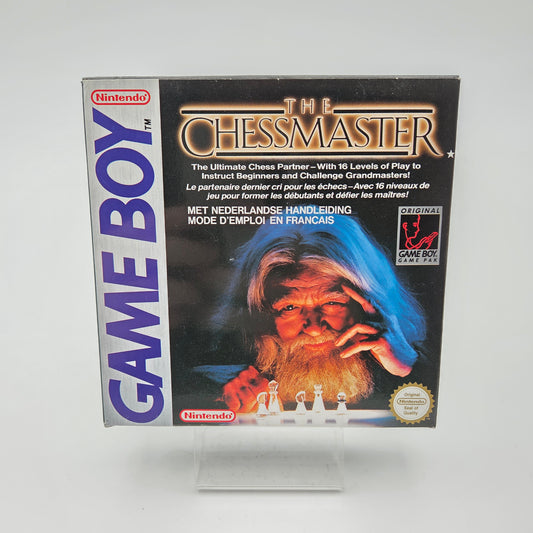 Nintendo
GAME BOY™
THE
CHESSMASTER
The Ultimate Chess Partner–With 16 Levels of Play to
Instruct Beginners and Challenge Grandmasters!
Le partenaire dernier cri pour les échecs–Avec 16 niveaux de
jeu pour former les débutants et défier les maîtres!
MET NEDERLANDSE HANDLEIDING
MODE D'EMPLOI EN FRANCAIS
ORIGINAL
GAME BOY
GAME PAK
Nintendo
Original
Nintendo
Seal of
Quality